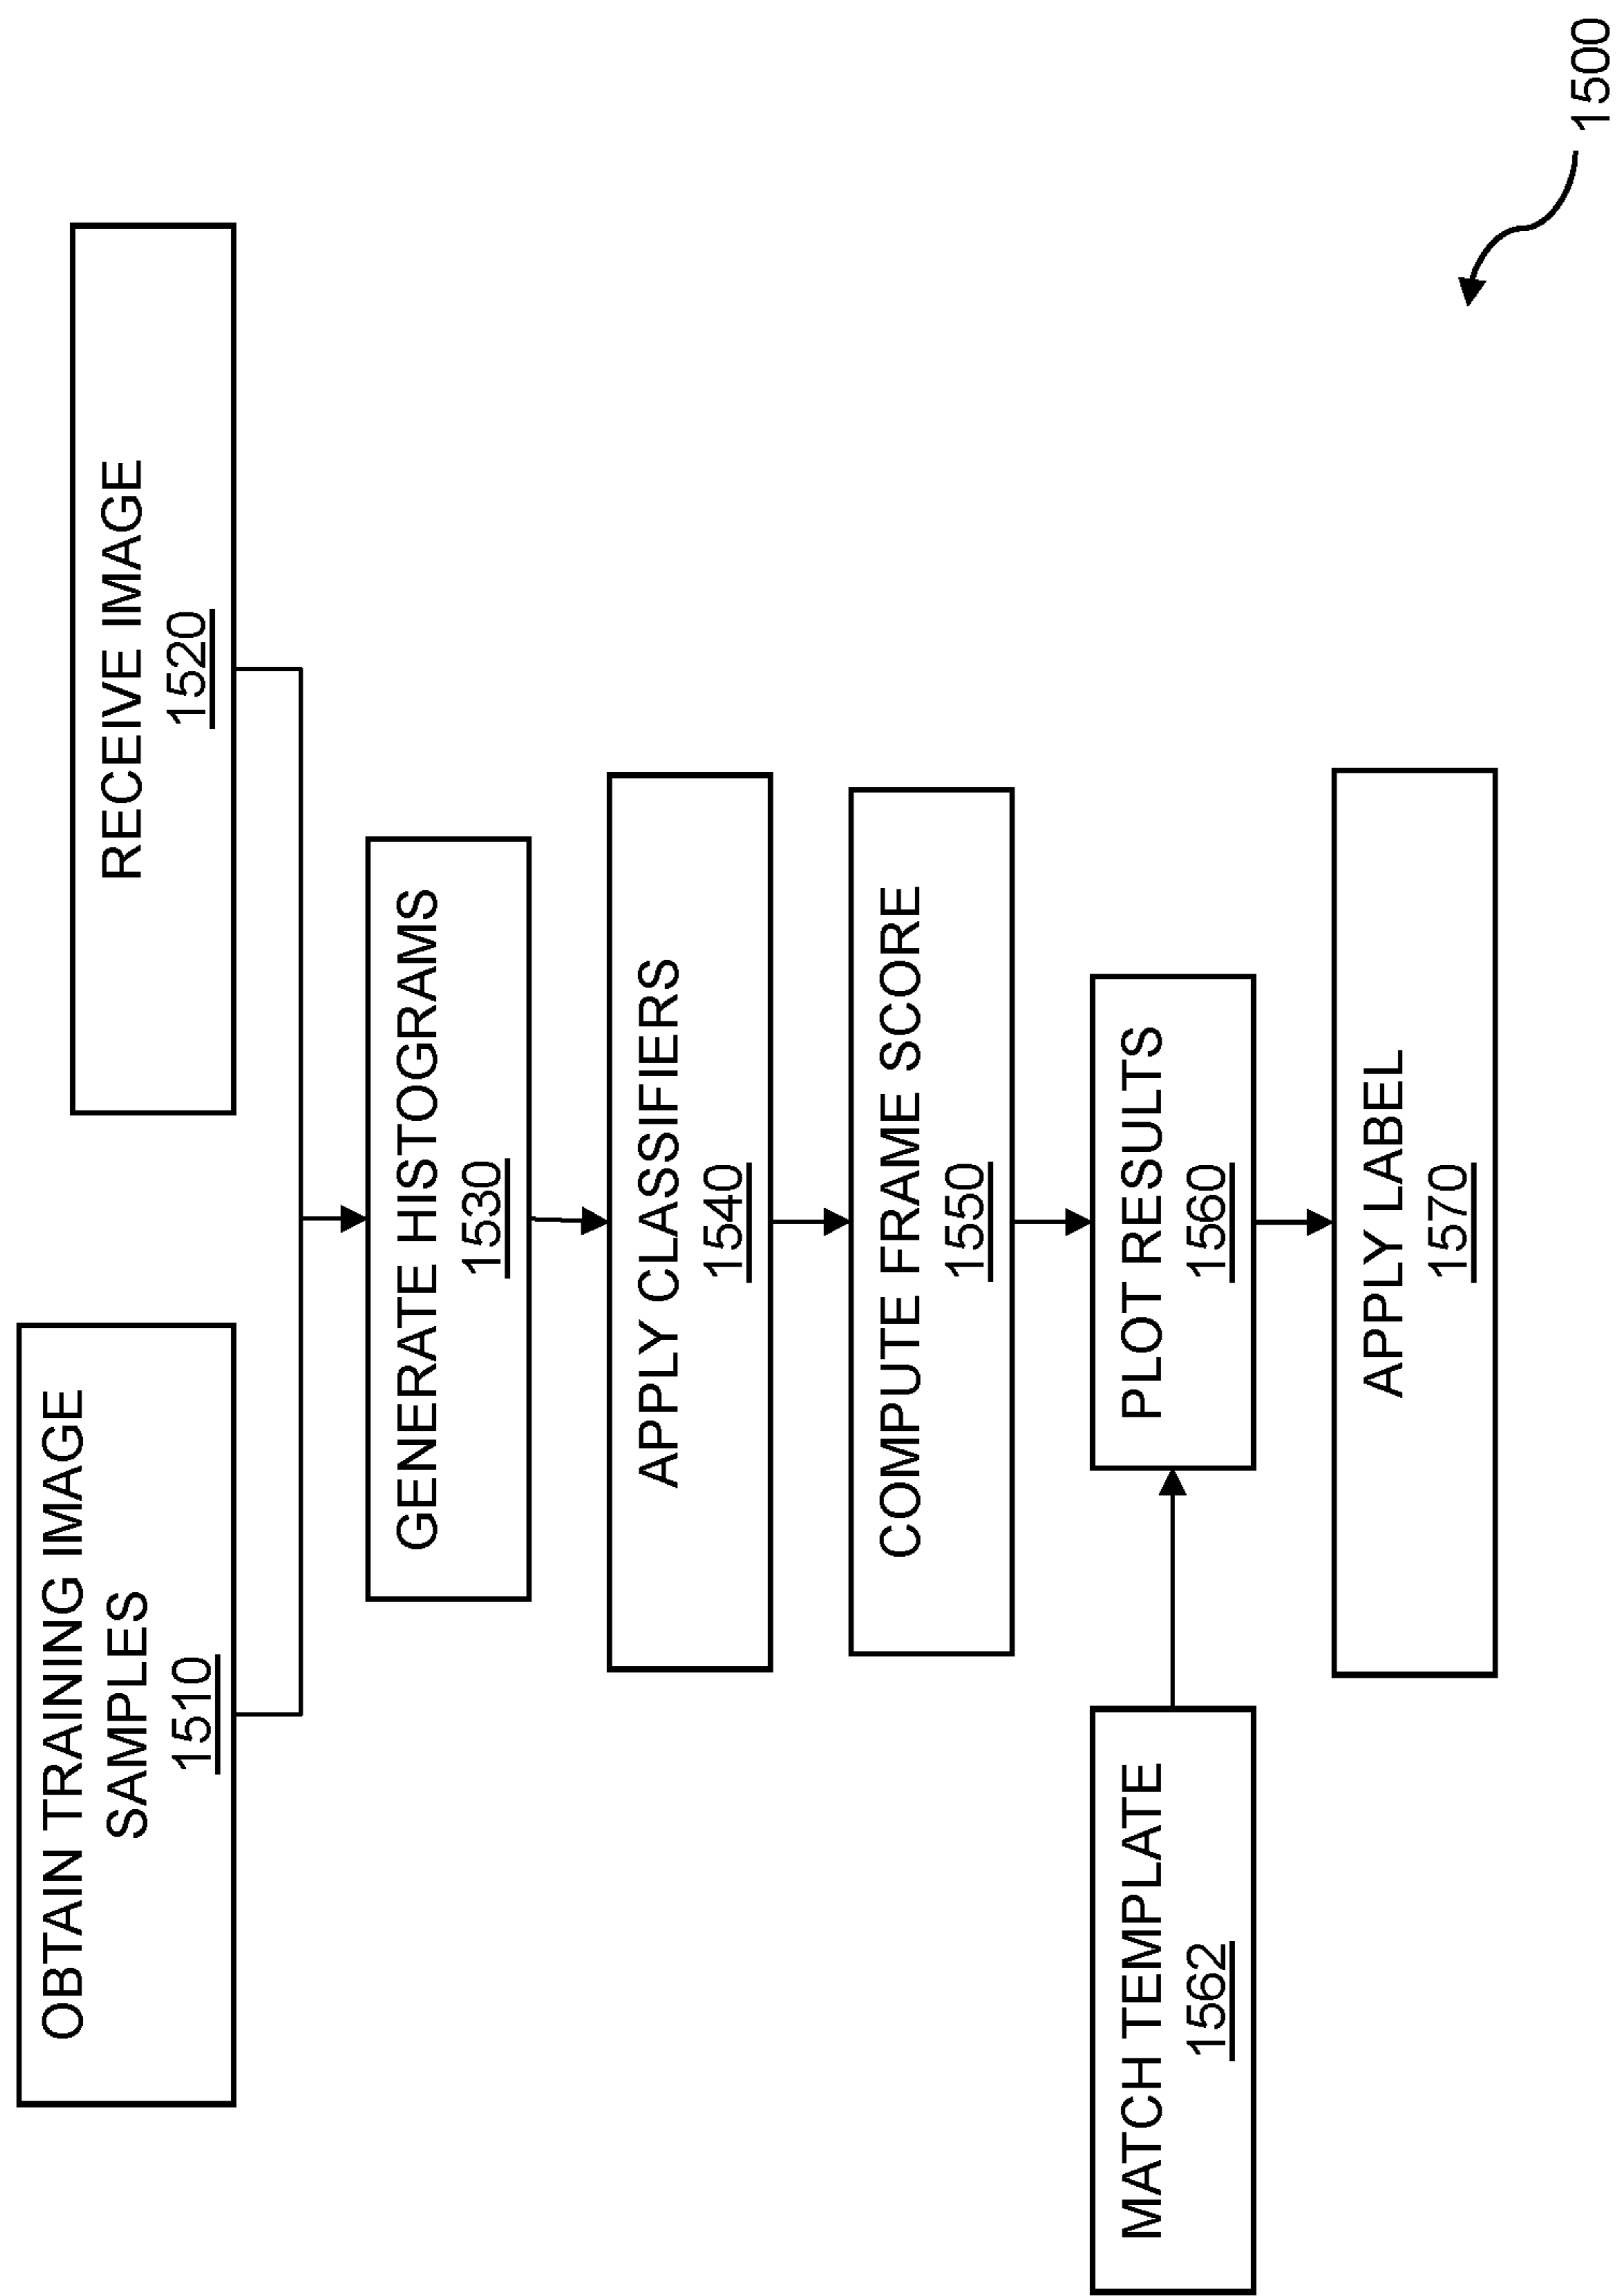 OBTAIN TRAINING IMAGE
SAMPLES
1510
RECEIVE IMAGE
1520
GENERATE HISTOGRAMS
1530
APPLY CLASSIFIERS
1540
COMPUTE FRAME SCORE
1550
MATCH TEMPLATE
1562
PLOT RESULTS
1560
APPLY LABEL
1570
1500